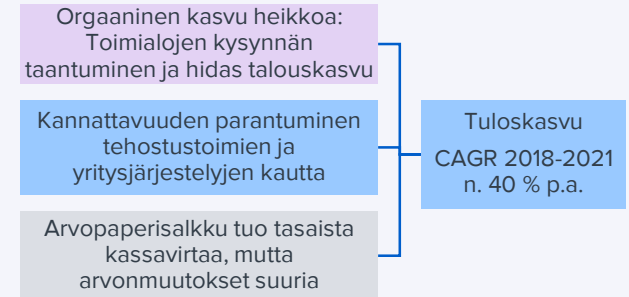 Orgaaninen kasvu heikkoa:
Toimialojen kysynnän
taantuminen ja hidas talouskasvu
Kannattavuuden parantuminen
tehostustoimien ja
yritysjärjestelyjen kautta
Arvopaperisalkku tuo tasaista
kassavirtaa, mutta
arvonmuutokset suuria
Tuloskasvu
CAGR 2018-2021
n. 40 % p.a.